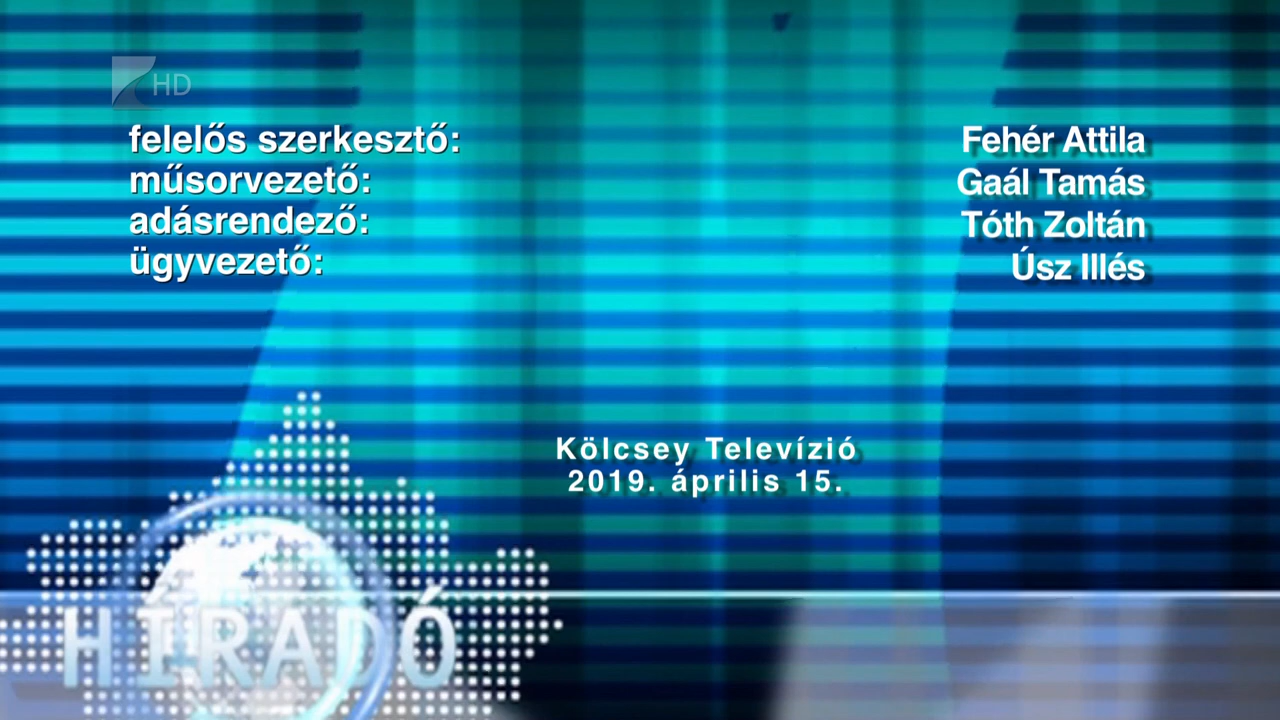 HD
felelős szerkesztő: Fehér Attila
műsorvezető: Gaál Tamás
adásrendező: Tóth Zoltán
ügyvezető: Úsz Illés
Kölcsey Televízió
2019. április 15.
HÍRADÓ